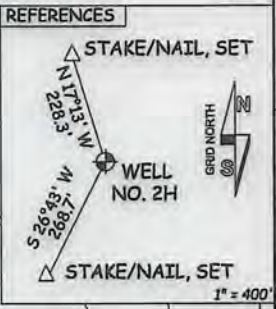 REFERENCES
STAKE/NAIL, SET
N 17°13' W
228.3'
GRID NORTH
N
S
WELL
NO. 2H
S 26°43' W
268.7'
STAKE/NAIL, SET
1" = 400'